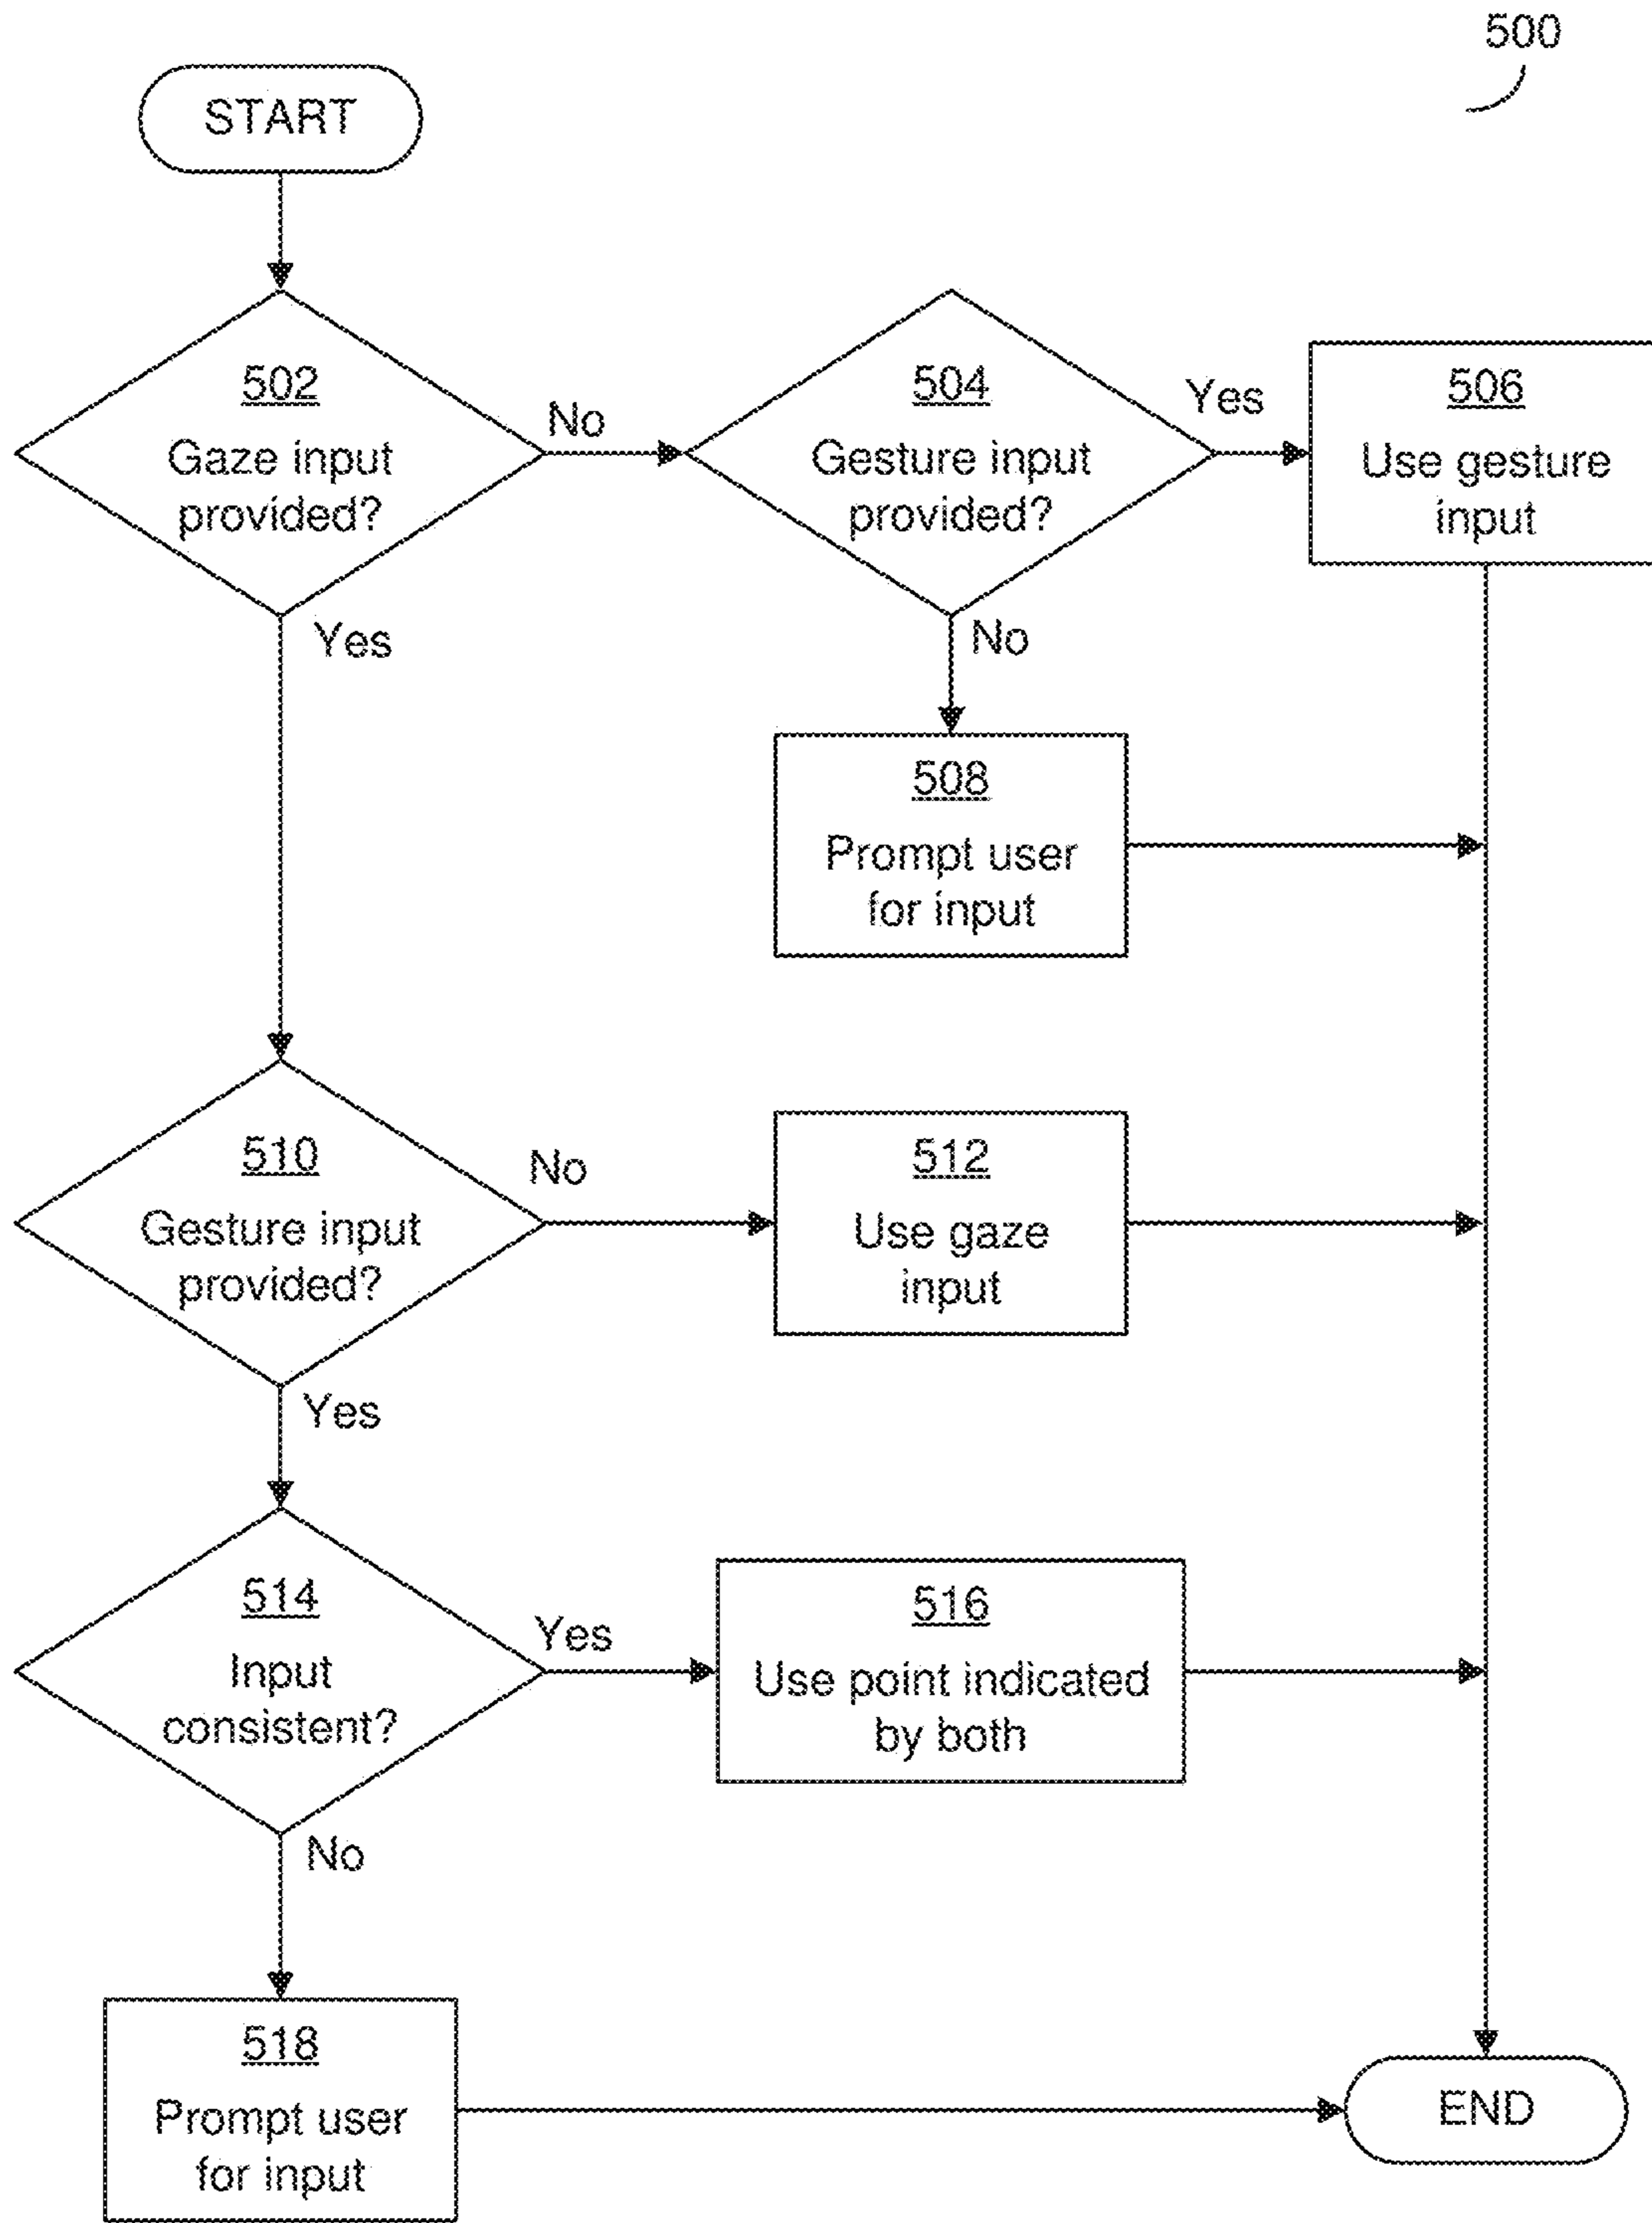 500
START
502
Gaze input
provided?
No
504
Gesture input
provided?
Yes
506
Use gesture
input
Yes
No
508
Prompt user
for input
510
Gesture input
provided?
No
512
Use gaze
input
Yes
514
Input
consistent?
Yes
516
Use point indicated
by both
No
518
Prompt user
for input
END